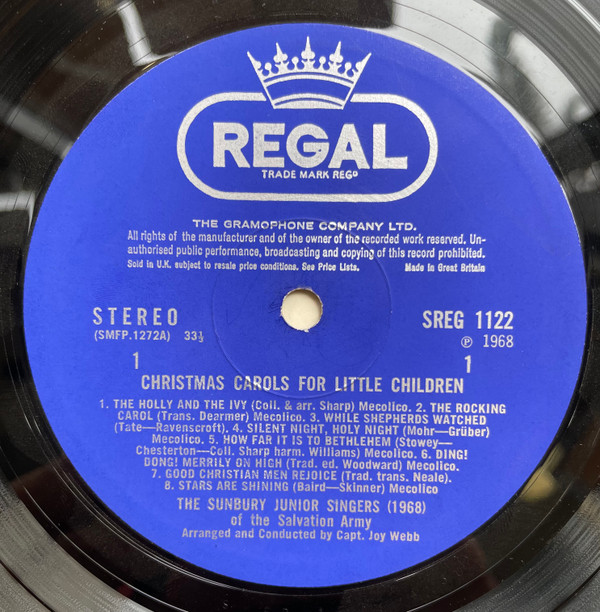 REGAL
TRADE MARK REGD
THE GRAMOPHONE COMPANY LTD.
All rights of the manufacturer and of the owner of the recorded work reserved. Un-
authorised public performance, broadcasting and copying of this record prohibited.
Sold in U.K. subject to resale price conditions. See Price Lists. Made in Great Britain
STEREO SREG 1122
(SMFP.1272A) 33⅓ ℗ 1968
1 1
CHRISTMAS CAROLS FOR LITTLE CHILDREN
1. THE HOLLY AND THE IVY (Coll. & arr. Sharp) Mecolico. 2. THE ROCKING
CAROL (Trans. Dearmer) Mecolico. 3. WHILE SHEPHERDS WATCHED
(Tate—Ravenscroft). 4. SILENT NIGHT, HOLY NIGHT (Mohr—Grüber)
Mecolico. 5. HOW FAR IT IS TO BETHLEHEM (Stowey—
Chesterton—Coll. Sharp harm. Williams) Mecolico. 6. DING!
DONG! MERRILY ON HIGH (Trad. ed. Woodward) Mecolico.
7. GOOD CHRISTIAN MEN REJOICE (Trad. trans. Neale).
8. STARS ARE SHINING (Baird—Skinner) Mecolico
THE SUNBURY JUNIOR SINGERS (1968)
of the Salvation Army
Arranged and Conducted by Capt. Joy Webb